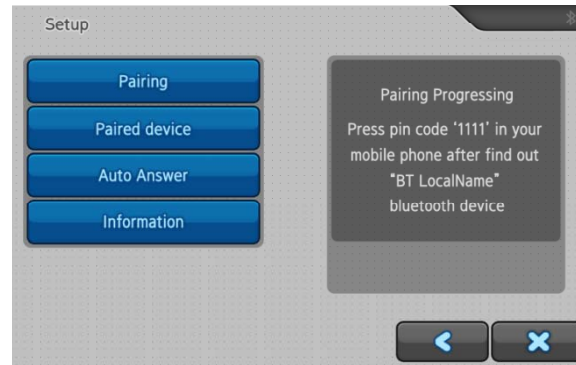 Setup
Pairing
Paired device
Auto Answer
Information
Pairing Progressing
Press pin code '1111' in your
mobile phone after find out
"BT LocalName"
bluetooth device